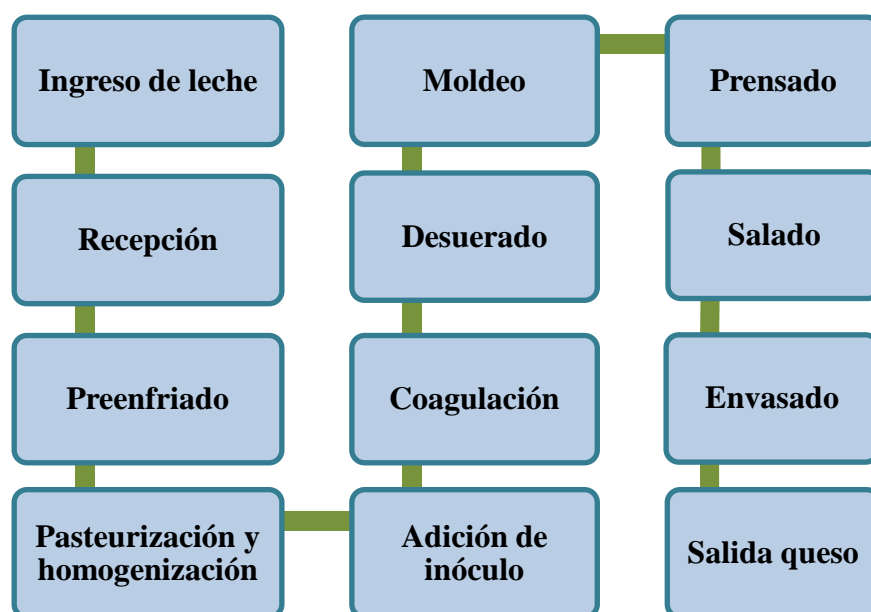 Ingreso de leche
Recepción
Preenfriado
Pasteurización y
homogenización
Adición de
inóculo
Coagulación
Desuerado
Moldeo
Prensado
Salado
Envasado
Salida queso